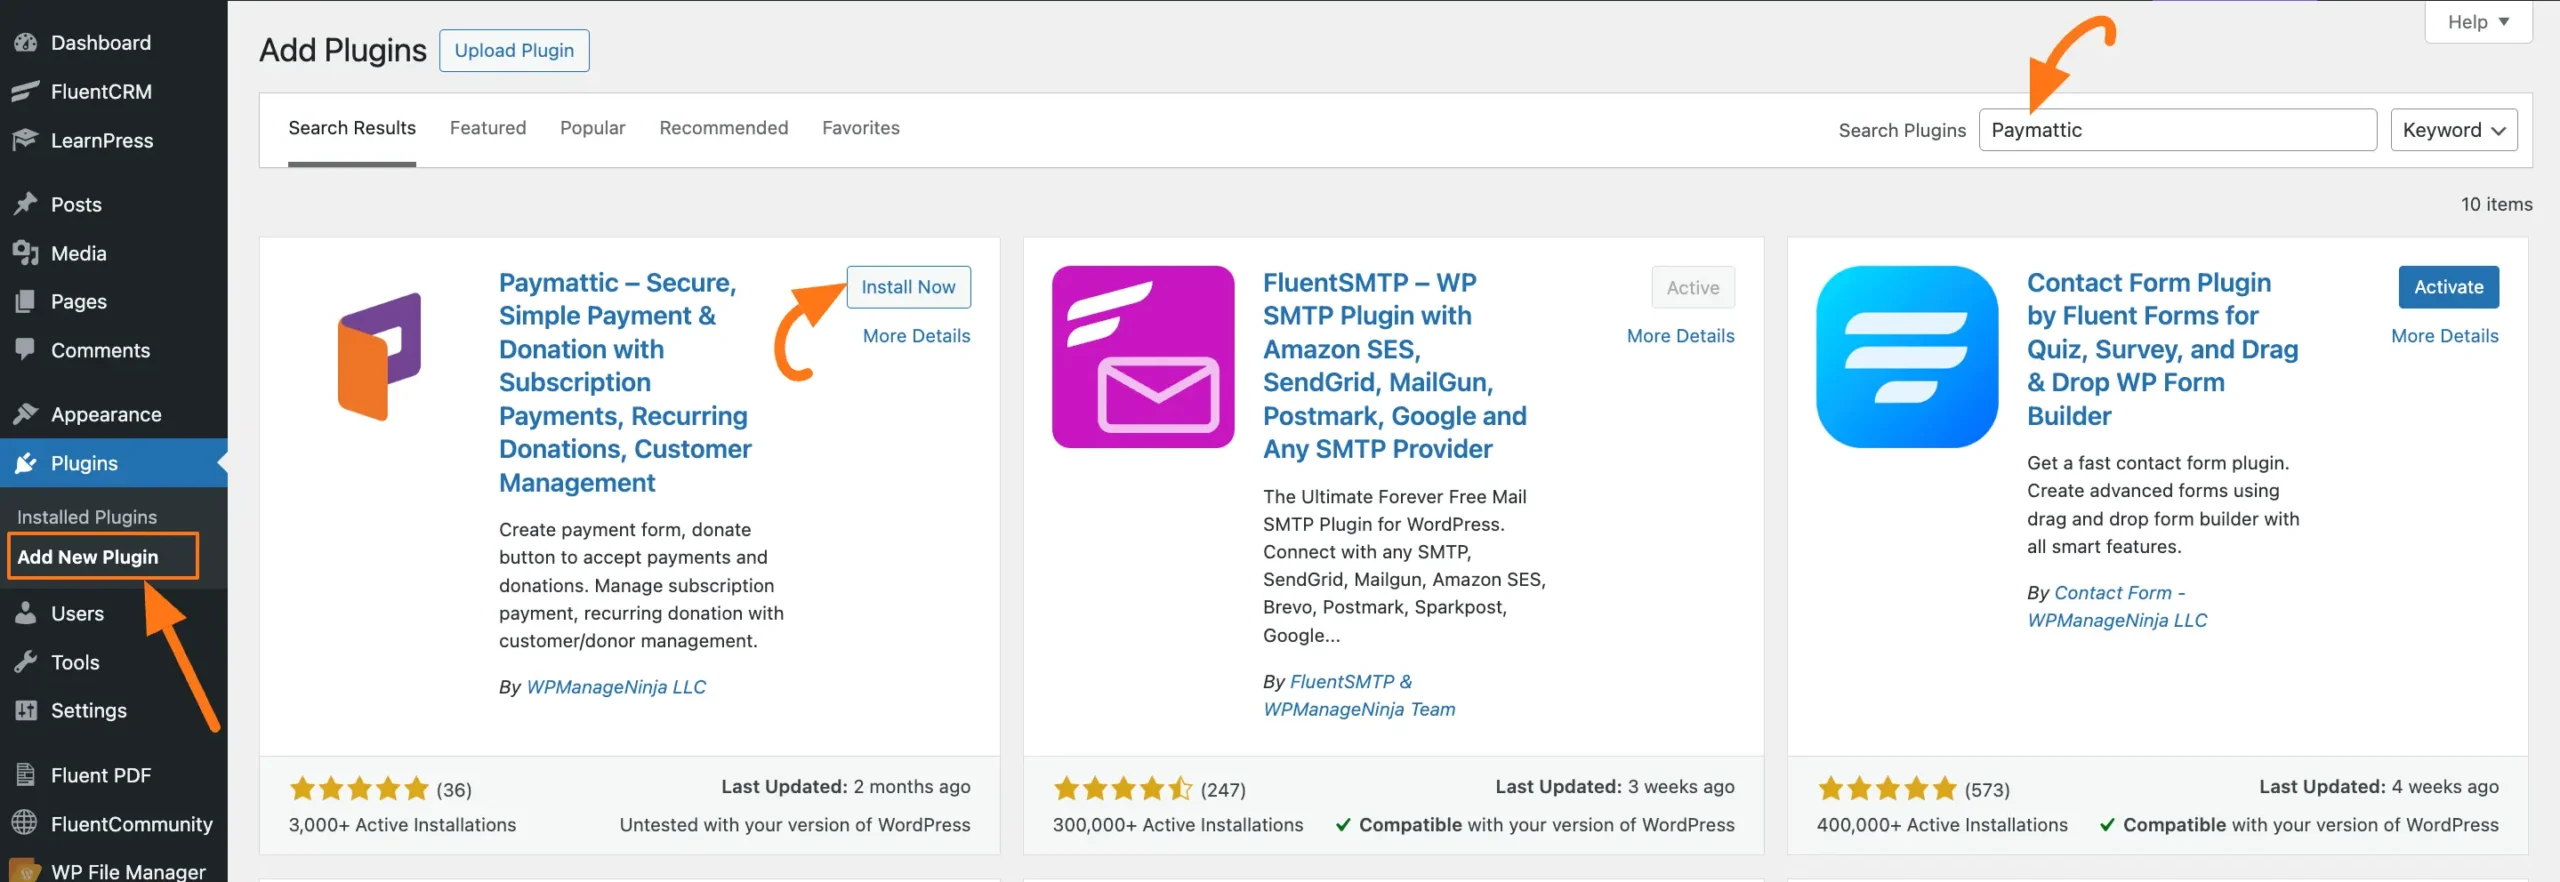 Dashboard
FluentCRM
LearnPress
Posts
Media
Pages
Comments
Appearance
Plugins
Installed Plugins
Add New Plugin
Users
Tools
Settings
Fluent PDF
FluentCommunity
WP File Manager
Help
Add Plugins
Upload Plugin
Search Results Featured Popular Recommended Favorites
Search Plugins Paymattic Keyword
10 items
Paymattic – Secure,
Simple Payment &
Donation with
Subscription
Payments, Recurring
Donations, Customer
Management
Install Now
More Details
Create payment form, donate
button to accept payments and
donations. Manage subscription
payment, recurring donation with
customer/donor management.
By WPManageNinja LLC
(36)
Last Updated: 2 months ago
3,000+ Active Installations
Untested with your version of WordPress
FluentSMTP – WP
SMTP Plugin with
Amazon SES,
SendGrid, MailGun,
Postmark, Google and
Any SMTP Provider
Active
More Details
The Ultimate Forever Free Mail
SMTP Plugin for WordPress.
Connect with any SMTP,
SendGrid, Mailgun, Amazon SES,
Brevo, Postmark, Sparkpost,
Google...
By FluentSMTP &
WPManageNinja Team
(247)
Last Updated: 3 weeks ago
300,000+ Active Installations
Compatible with your version of WordPress
Contact Form Plugin
by Fluent Forms for
Quiz, Survey, and Drag
& Drop WP Form
Builder
Activate
More Details
Get a fast contact form plugin.
Create advanced forms using
drag and drop form builder with
all smart features.
By Contact Form -
WPManageNinja LLC
(573)
Last Updated: 4 weeks ago
400,000+ Active Installations
Compatible with your version of WordPress